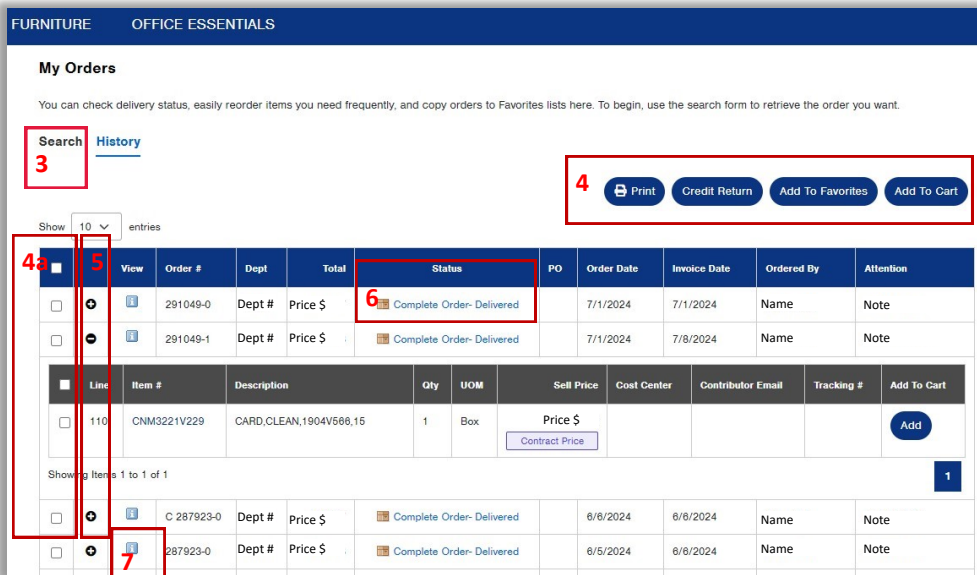 FURNITURE OFFICE ESSENTIALS
My Orders
You can check delivery status, easily reorder items you need frequently, and copy orders to Favorites lists here. To begin, use the search form to retrieve the order you want.
Search History
3
4 Print Credit Return Add To Favorites Add To Cart
Show 10 entries
4a 5 View Order # Dept Total Status PO Order Date Invoice Date Ordered By Attention
291049-0 Dept # Price $ 6 Complete Order- Delivered 7/1/2024 7/1/2024 Name Note
291049-1 Dept # Price $ Complete Order- Delivered 7/1/2024 7/8/2024 Name Note
Line Item # Description Qty UOM Sell Price Cost Center Contributor Email Tracking # Add To Cart
110 CNM3221V229 CARD,CLEAN,1904V566,15 1 Box Price $ Add
Contract Price
Showing Items 1 to 1 of 1 1
C 287923-0 Dept # Price $ Complete Order- Delivered 6/6/2024 6/6/2024 Name Note
287923-0 Dept # Price $ Complete Order- Delivered 6/5/2024 6/6/2024 Name Note
7